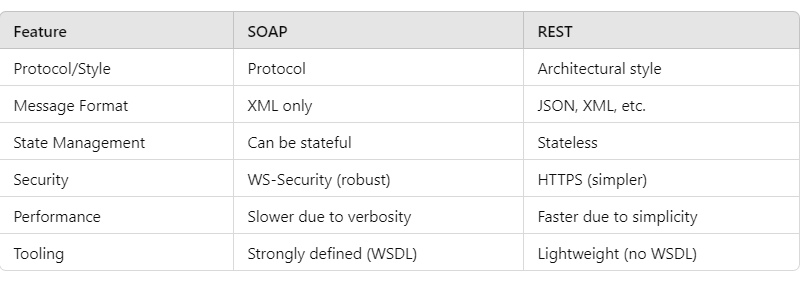 Feature SOAP REST
Protocol/Style Protocol Architectural style
Message Format XML only JSON, XML, etc.
State Management Can be stateful Stateless
Security WS-Security (robust) HTTPS (simpler)
Performance Slower due to verbosity Faster due to simplicity
Tooling Strongly defined (WSDL) Lightweight (no WSDL)